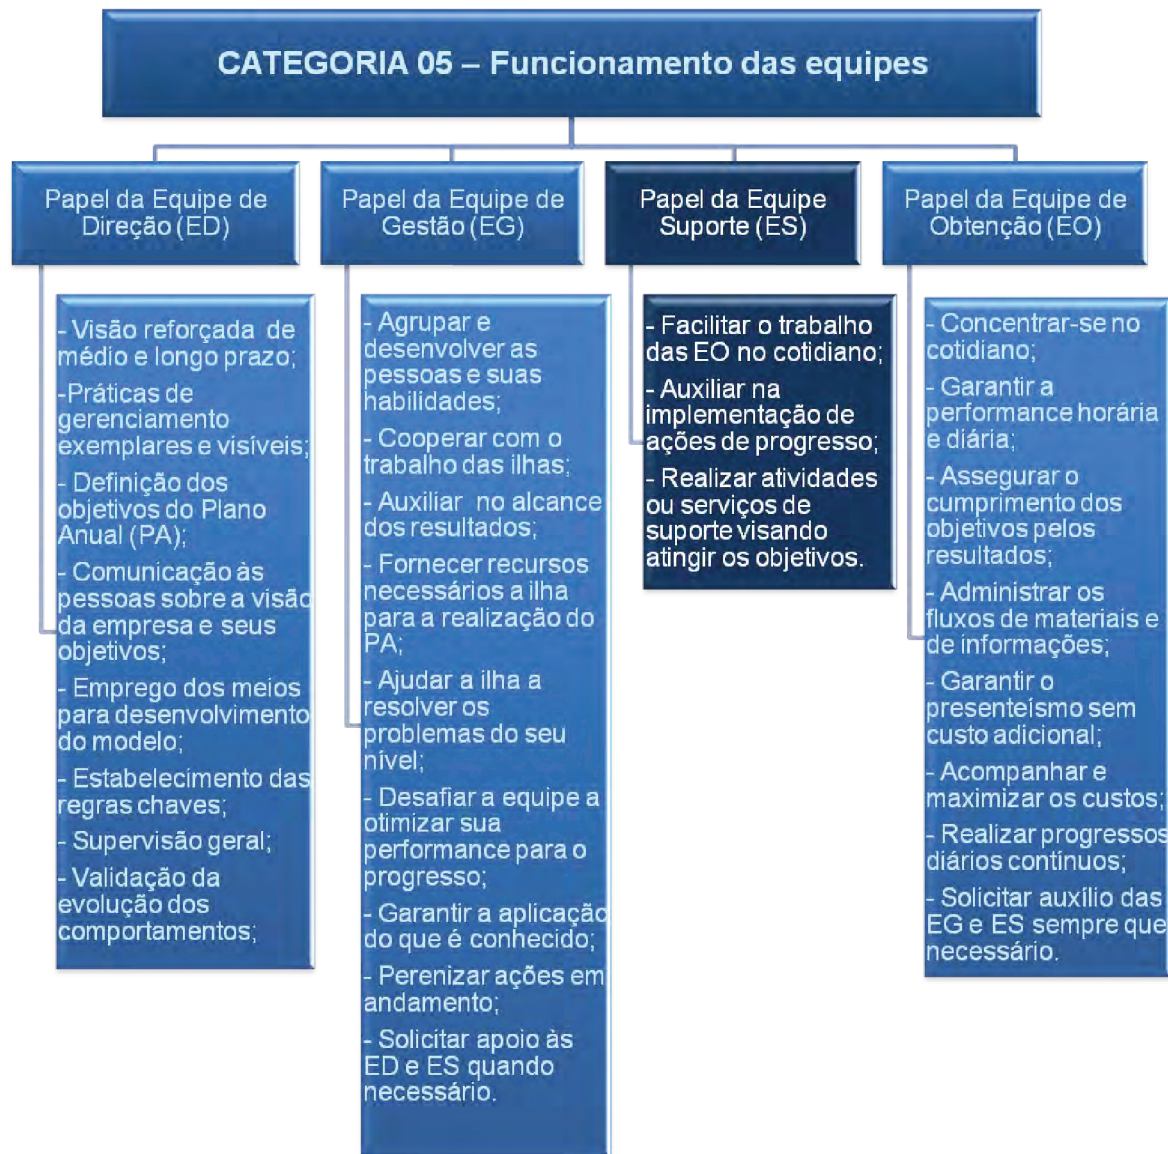 CATEGORIA 05 – Funcionamento das equipes
Papel da Equipe de
Direção (ED)
- Visão reforçada de
médio e longo prazo;
-Práticas de
gerenciamento
exemplares e visíveis;
- Definição dos
objetivos do Plano
Anual (PA);
- Comunicação às
pessoas sobre a visão
da empresa e seus
objetivos;
- Emprego dos meios
para desenvolvimento
do modelo;
- Estabelecimento das
regras chaves;
- Supervisão geral;
- Validação da
evolução dos
comportamentos;
Papel da Equipe de
Gestão (EG)
- Agrupar e
desenvolver as
pessoas e suas
habilidades;
- Cooperar com o
trabalho das ilhas;
- Auxiliar no alcance
dos resultados;
- Fornecer recursos
necessários a ilha
para a realização do
PA;
- Ajudar a ilha a
resolver os
problemas do seu
nível;
- Desafiar a equipe a
otimizar sua
performance para o
progresso;
- Garantir a aplicação
do que é conhecido;
- Perenizar ações em
andamento;
- Solicitar apoio às
ED e ES quando
necessário.
Papel da Equipe
Suporte (ES)
- Facilitar o trabalho
das EO no cotidiano;
- Auxiliar na
implementação de
ações de progresso;
- Realizar atividades
ou serviços de
suporte visando
atingir os objetivos.
Papel da Equipe de
Obtenção (EO)
- Concentrar-se no
cotidiano;
- Garantir a
performance horária
e diária;
- Assegurar o
cumprimento dos
objetivos pelos
resultados;
- Administrar os
fluxos de materiais e
de informações;
- Garantir o
presenteísmo sem
custo adicional;
- Acompanhar e
maximizar os custos;
- Realizar progressos
diários contínuos;
- Solicitar auxílio das
EG e ES sempre que
necessário.